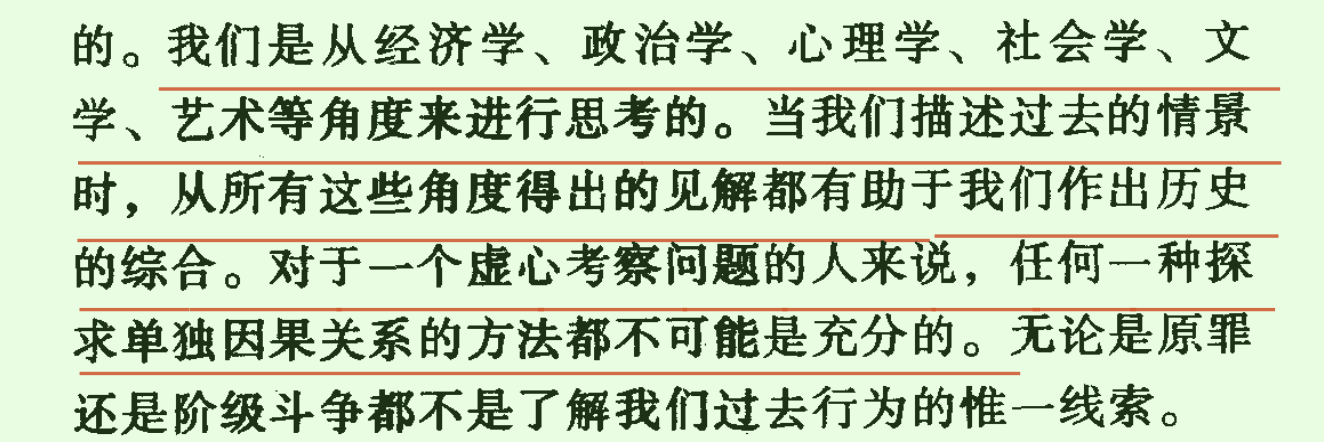 的。我们是从经济学、政治学、心理学、社会学、文
学、艺术等角度来进行思考的。当我们描述过去的情景
时，从所有这些角度得出的见解都有助于我们作出历史
的综合。对于一个虚心考察问题的人来说，任何一种探
求单独因果关系的方法都不可能是充分的。无论是原罪
还是阶级斗争都不是了解我们过去行为的惟一线索。